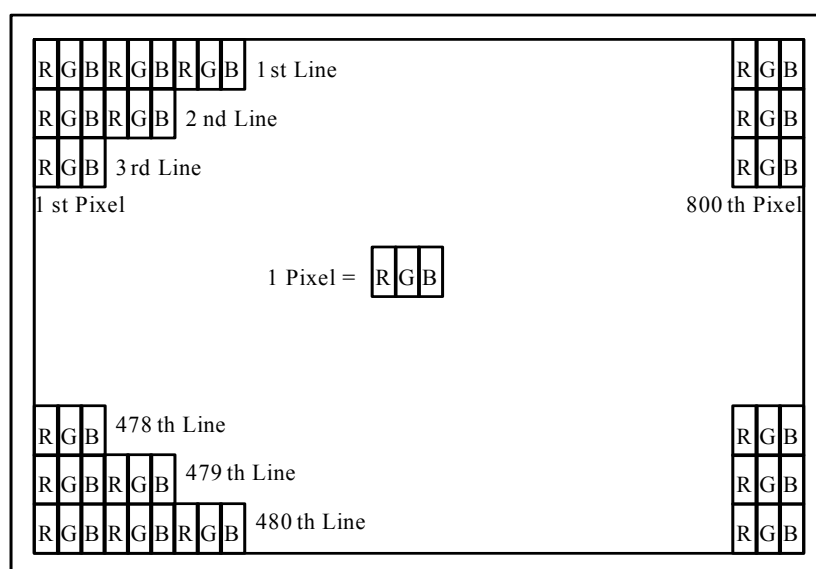 R G B R G B R G B 1 st Line R G B
R G B R G B 2 nd Line R G B
R G B 3 rd Line R G B
1 st Pixel 800 th Pixel
1 Pixel = R G B
R G B 478 th Line R G B
R G B R G B 479 th Line R G B
R G B R G B R G B 480 th Line R G B